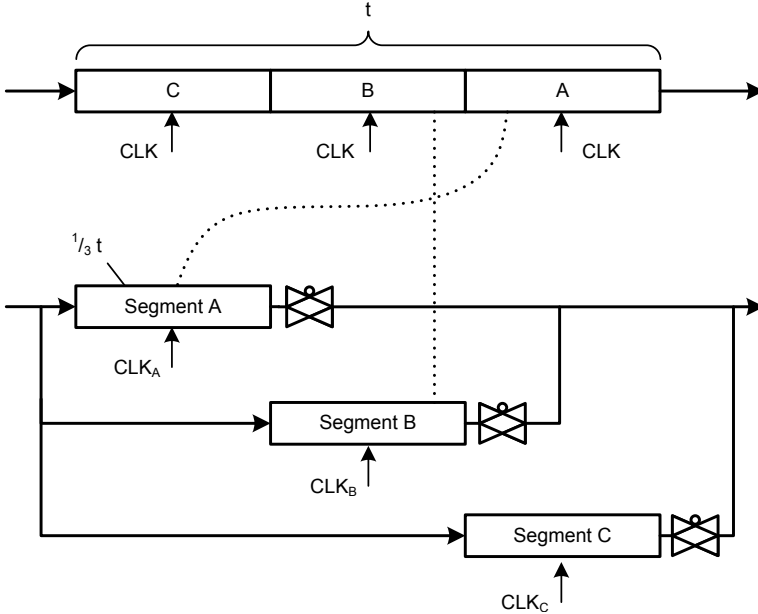 t
C B A
CLK CLK CLK
1/3 t
Segment A
CLKA
Segment B
CLKB
Segment C
CLKC